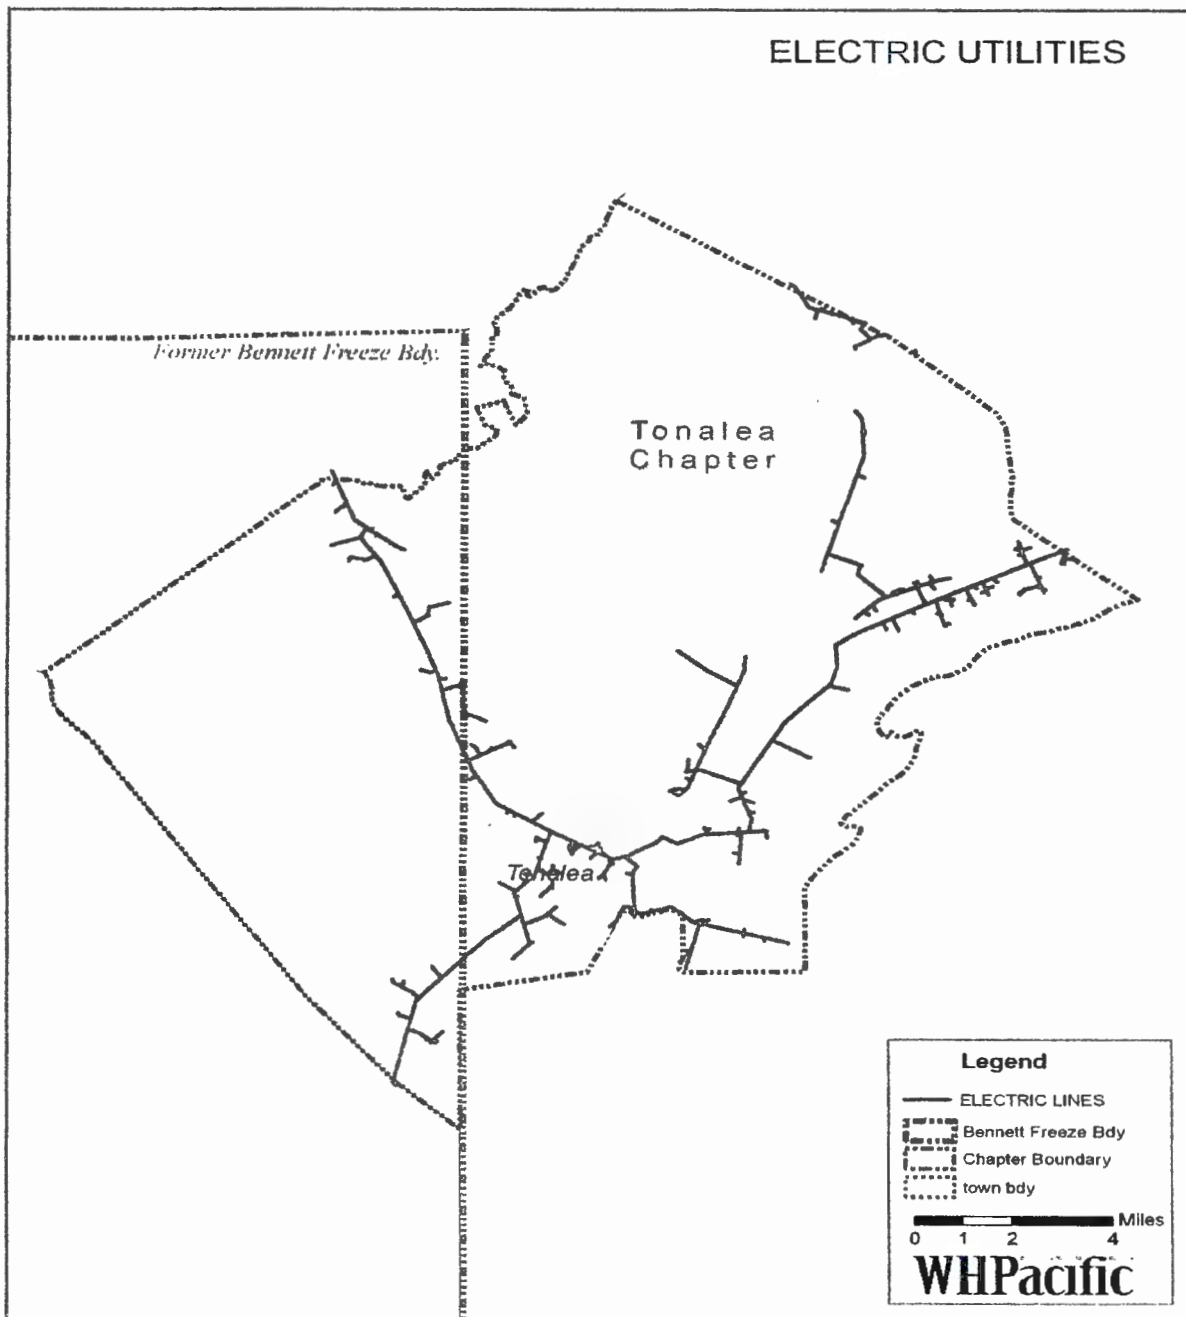 ELECTRIC UTILITIES
Former Bennett Freeze Bdy.
Tonalea
Chapter
Tonalea
Legend
ELECTRIC LINES
Bennett Freeze Bdy
Chapter Boundary
town bdy
Miles
0 1 2 4
WHPacific